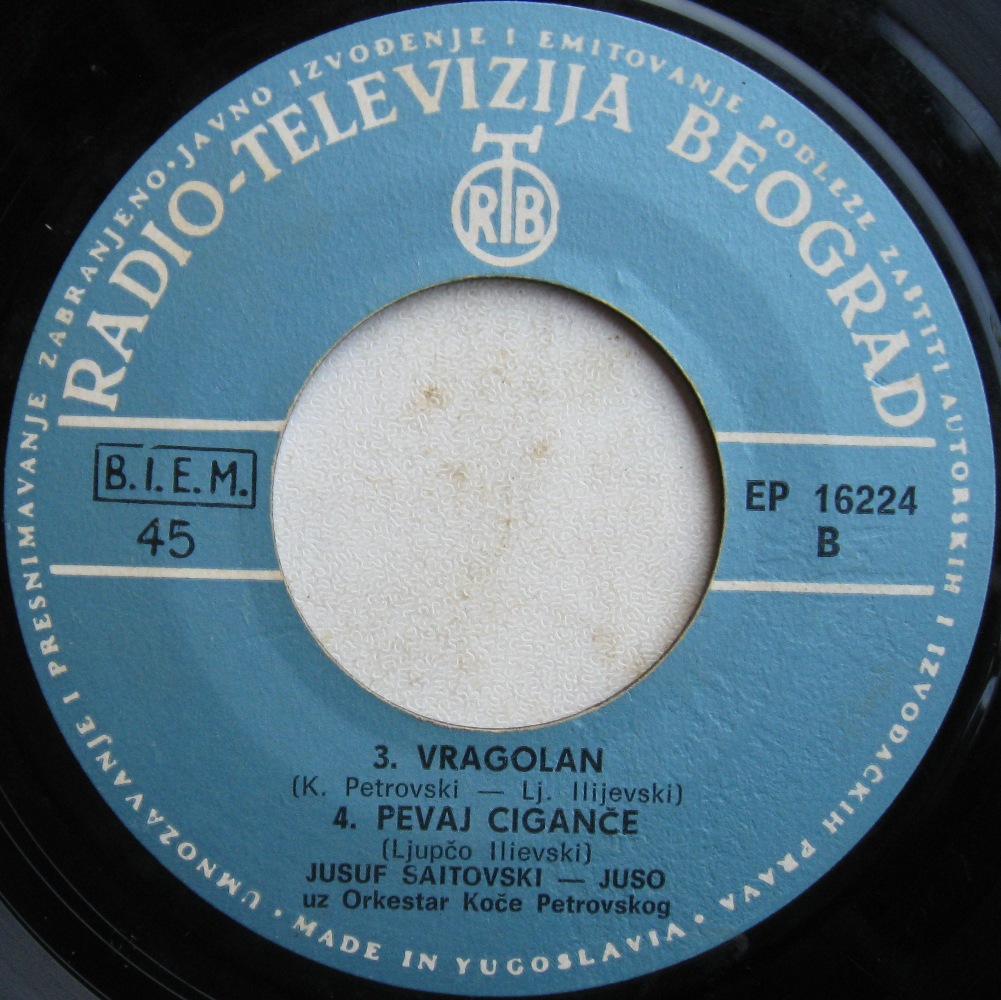 UMNOŽAVANJE I PRESNIMAVANJE ZABRANJENO · JAVNO IZVOĐENJE I EMITOVANJE PODLEŽE ZAŠTITI AUTORSKIH I IZVOĐAČKIH PRAVA ·
RADIO-TELEVIZIJA BEOGRAD
RTB
B.I.E.M.
45
EP 16224
B
3. VRAGOLAN
(K. Petrovski — Lj. Ilijevski)
4. PEVAJ CIGANČE
(Ljupčo Ilievski)
JUSUF SAITOVSKI — JUSO
uz Orkestar Koče Petrovskog
MADE IN YUGOSLAVIA ·